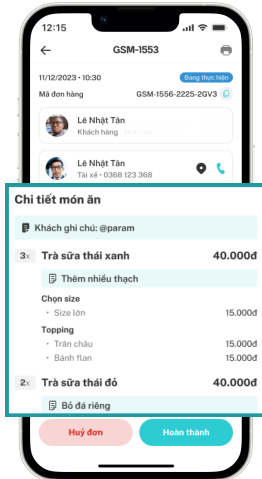 12:15
GSM-1553
11/12/2023 • 10:30 Đang thực hiện
Mã đơn hàng GSM-1556-2225-2GV3
Lê Nhật Tân
Khách hàng
Lê Nhật Tân
Tài xế • 0368 123 368
Chi tiết món ăn
Khách ghi chú: @param
3x Trà sữa thái xanh 40.000đ
Thêm nhiều thạch
Chọn size
• Size lớn 15.000đ
Topping
• Trân châu 15.000đ
• Bánh flan 15.000đ
2x Trà sữa thái đỏ 40.000đ
Bỏ đá riêng
Huỷ đơn Hoàn thành